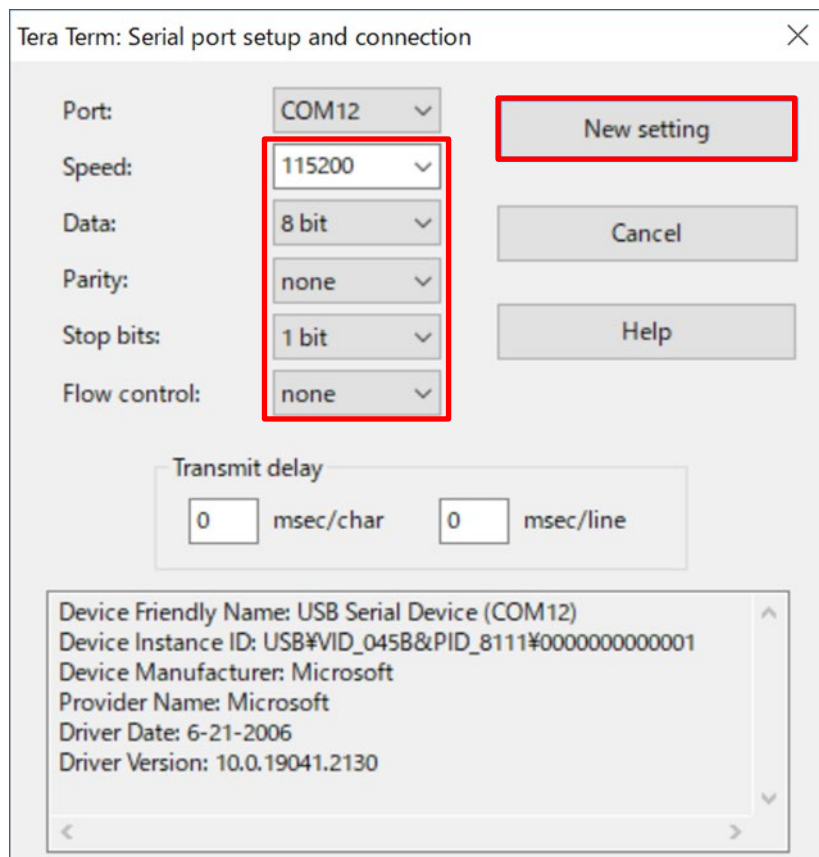 Tera Term: Serial port setup and connection
Port:
COM12
New setting
Speed:
115200
Data:
8 bit
Cancel
Parity:
none
Stop bits:
1 bit
Help
Flow control:
none
Transmit delay
0 msec/char 0 msec/line
Device Friendly Name: USB Serial Device (COM12)
Device Instance ID: USB¥VID_045B&PID_8111¥0000000000001
Device Manufacturer: Microsoft
Provider Name: Microsoft
Driver Date: 6-21-2006
Driver Version: 10.0.19041.2130